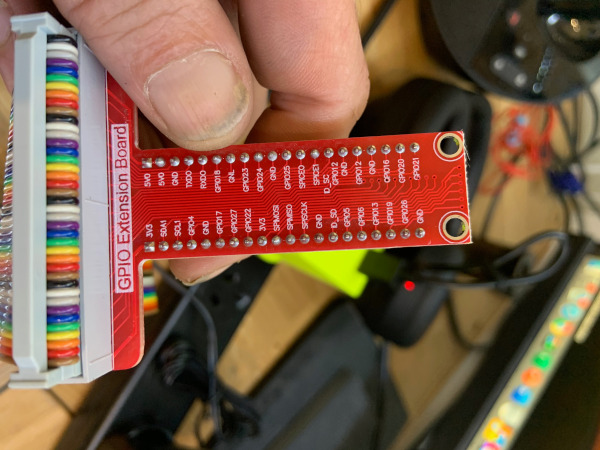 GPIO Extension Board
5V0
5V0
GND
TXD0
RXD0
GPIO18
GNL
GPIO23
GPIO24
GND
GPIO25
SPICE0
SPICE1
ID_SC
GPIO12
GND
GPIO16
GPIO20
GPIO21
3V3
SDA1
SCL1
GPIO4
GND
GPIO17
GPIO27
GPIO22
3V3
SPIMOSI
SPIMISO
SPISCLK
GND
ID_SD
GPIO5
GPIO6
GPIO13
GPIO19
GPIO26
GND